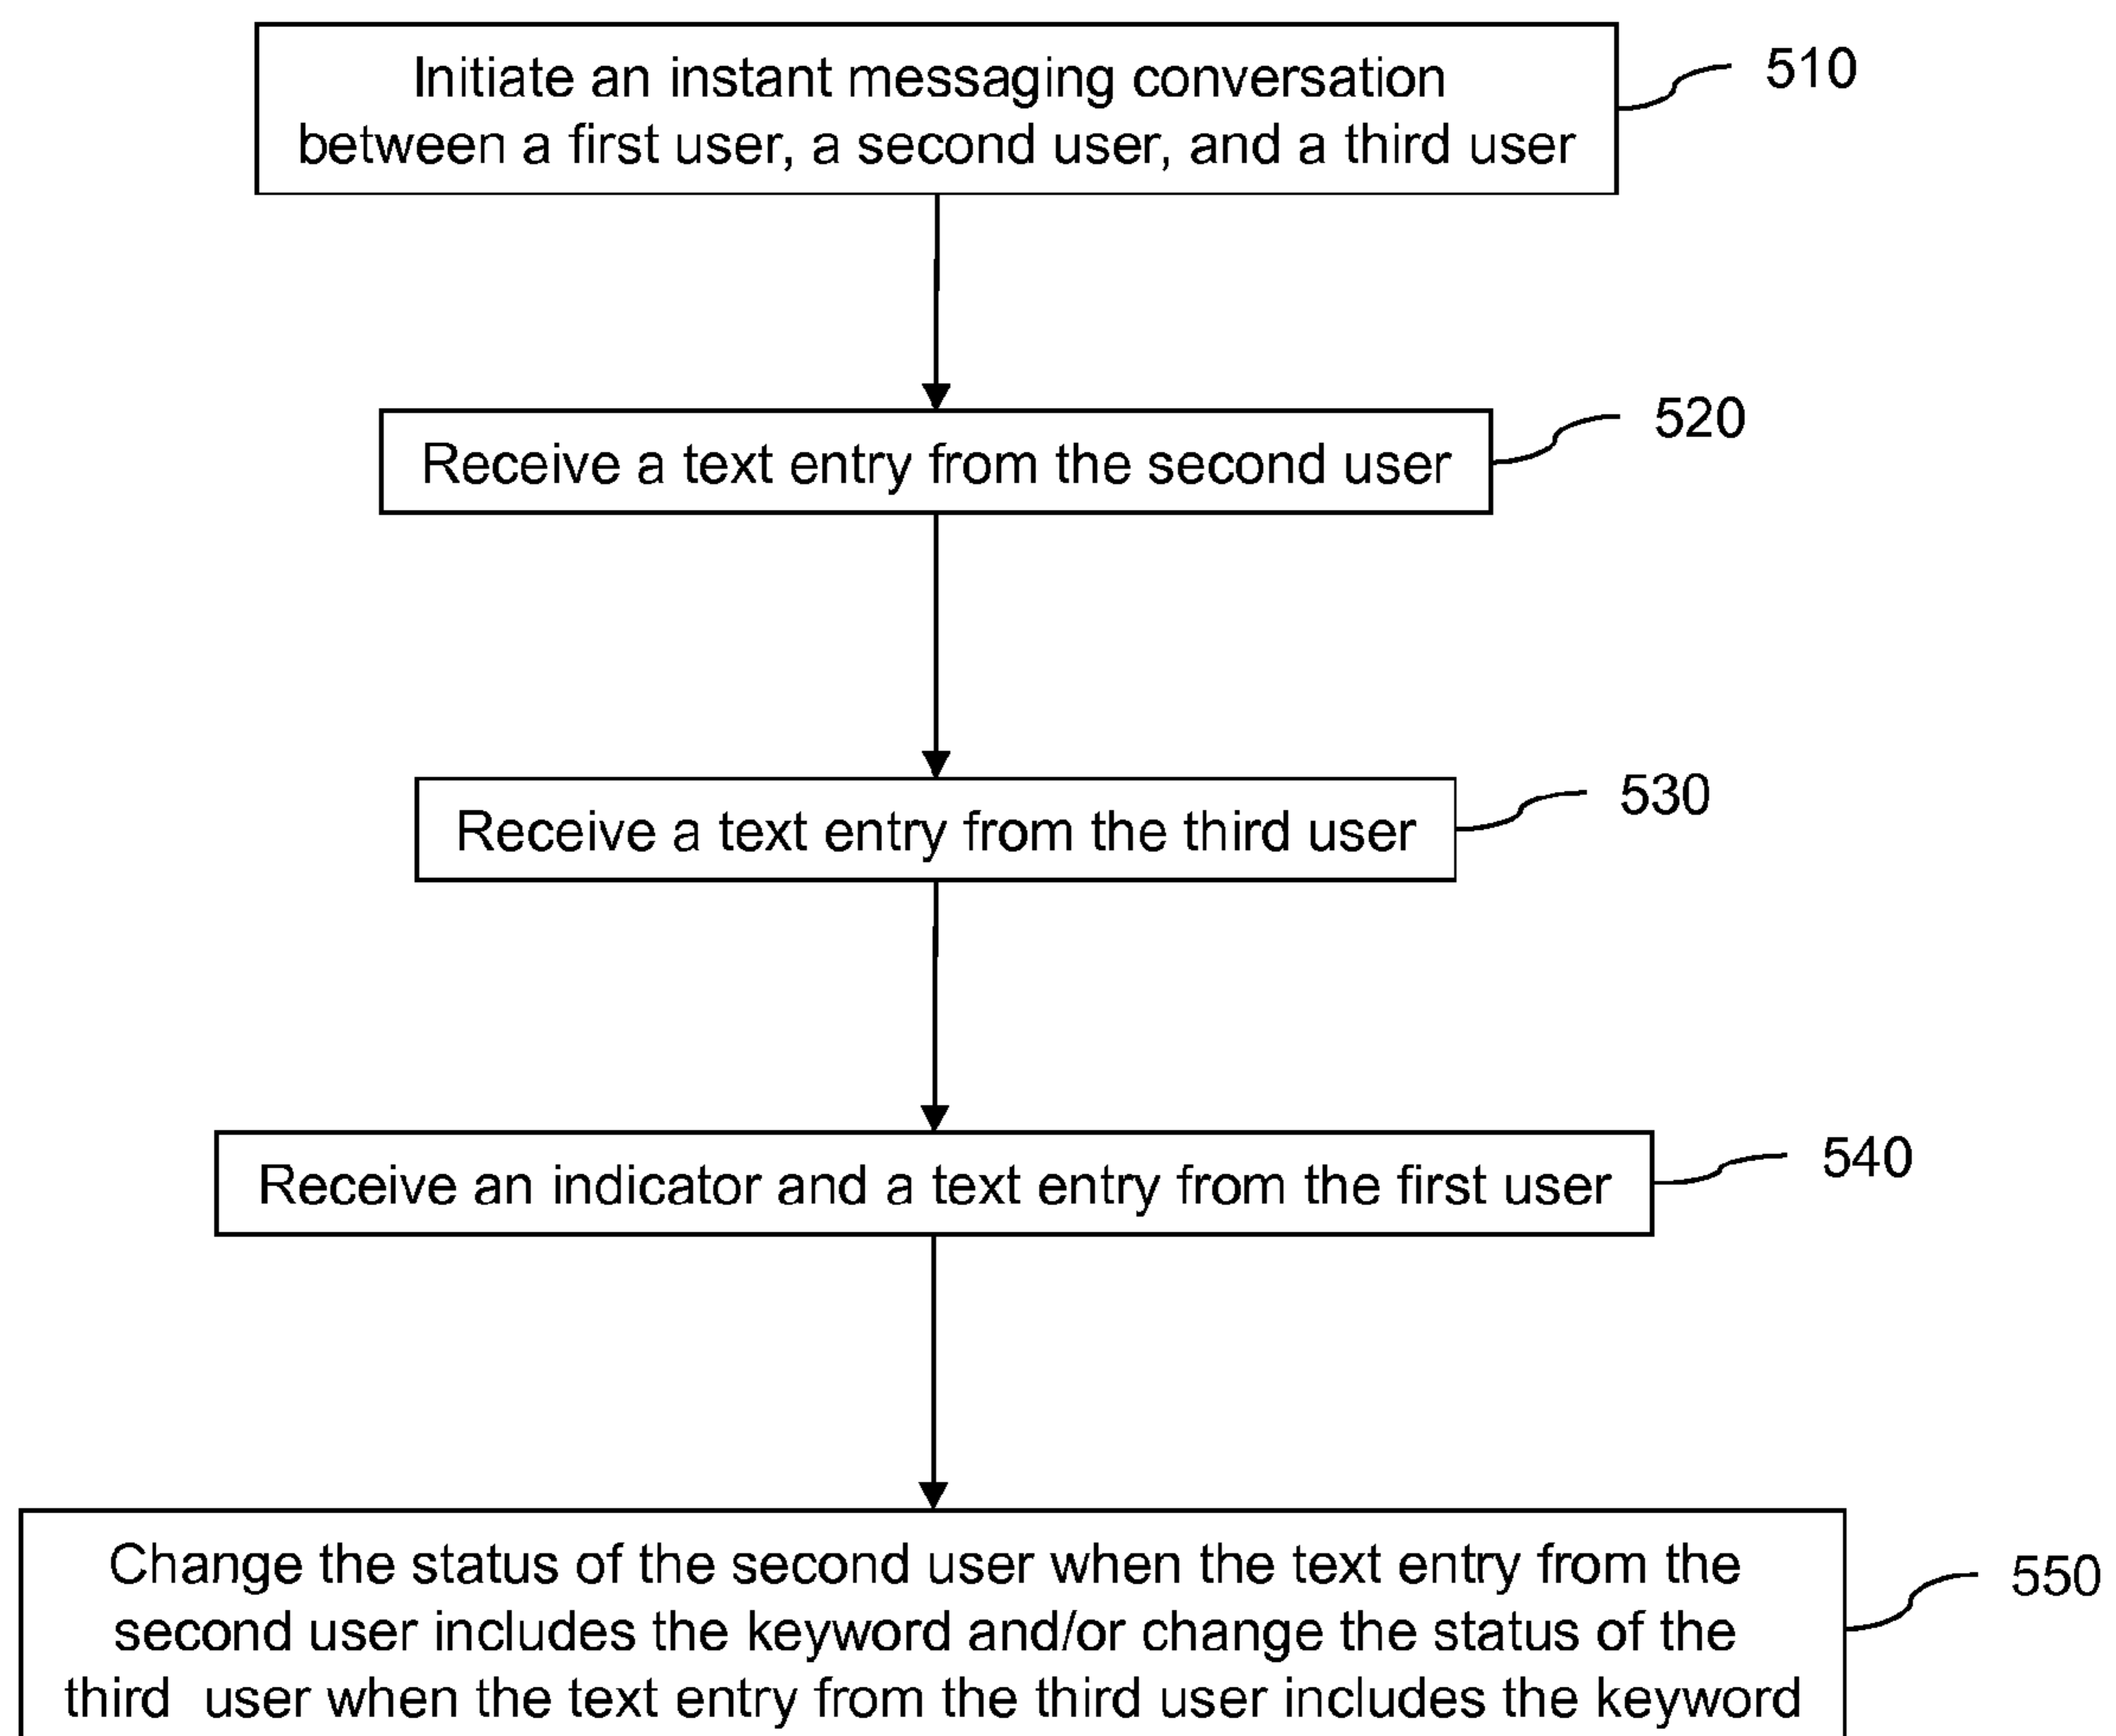 Initiate an instant messaging conversation
between a first user, a second user, and a third user
510
Receive a text entry from the second user
520
Receive a text entry from the third user
530
Receive an indicator and a text entry from the first user
540
Change the status of the second user when the text entry from the
second user includes the keyword and/or change the status of the
third user when the text entry from the third user includes the keyword
550